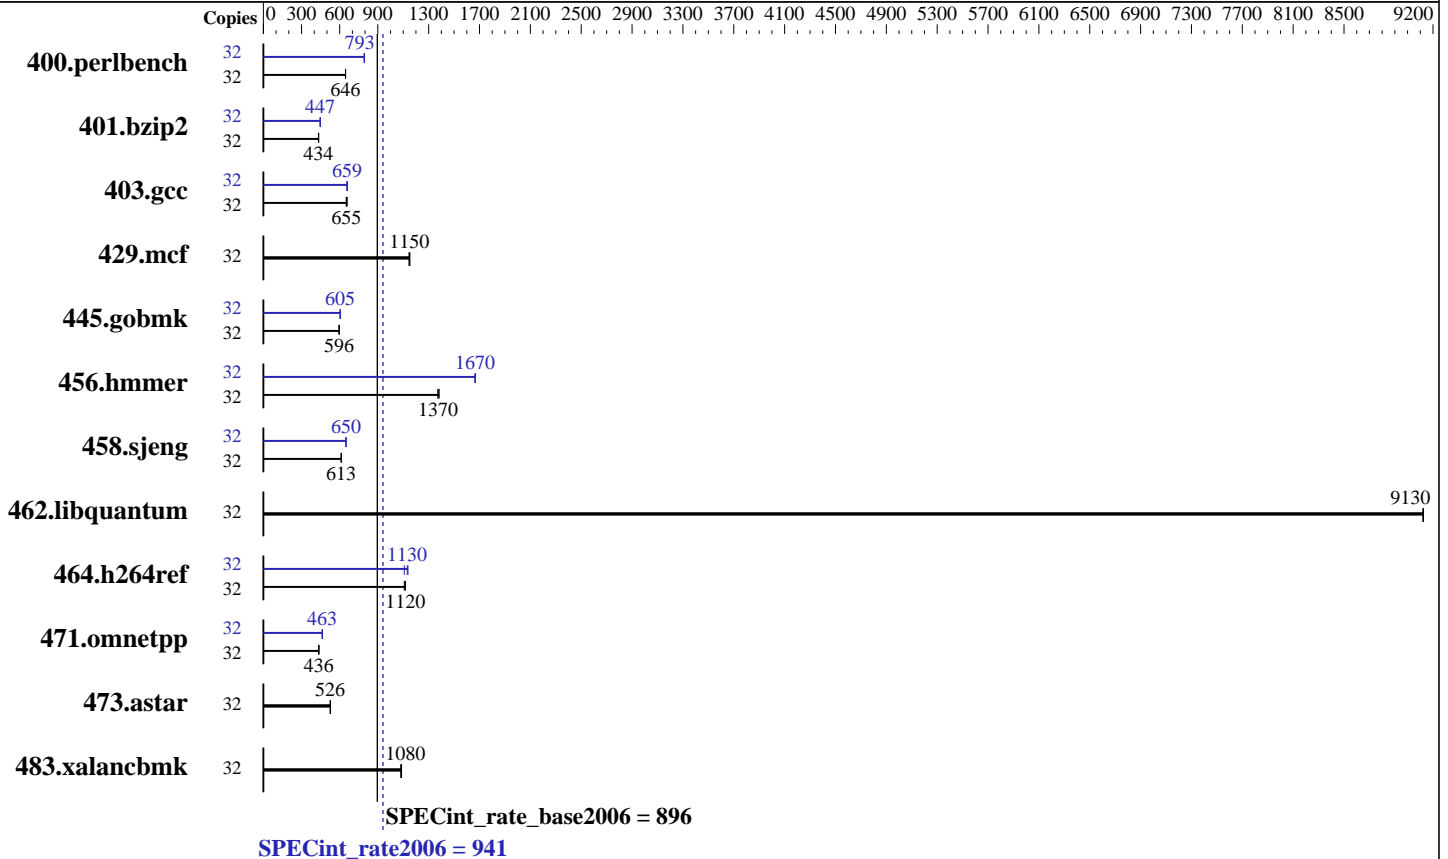 Copies 0 300 600 900 1300 1700 2100 2500 2900 3300 3700 4100 4500 4900 5300 5700 6100 6500 6900 7300 7700 8100 8500 9200
400.perlbench 32 793
32 646
401.bzip2 32 447
32 434
403.gcc 32 659
32 655
429.mcf 32 1150
445.gobmk 32 605
32 596
456.hmmer 32 1670
32 1370
458.sjeng 32 650
32 613
462.libquantum 32 9130
464.h264ref 32 1130
32 1120
471.omnetpp 32 463
32 436
473.astar 32 526
483.xalancbmk 32 1080
SPECint_rate_base2006 = 896
SPECint_rate2006 = 941